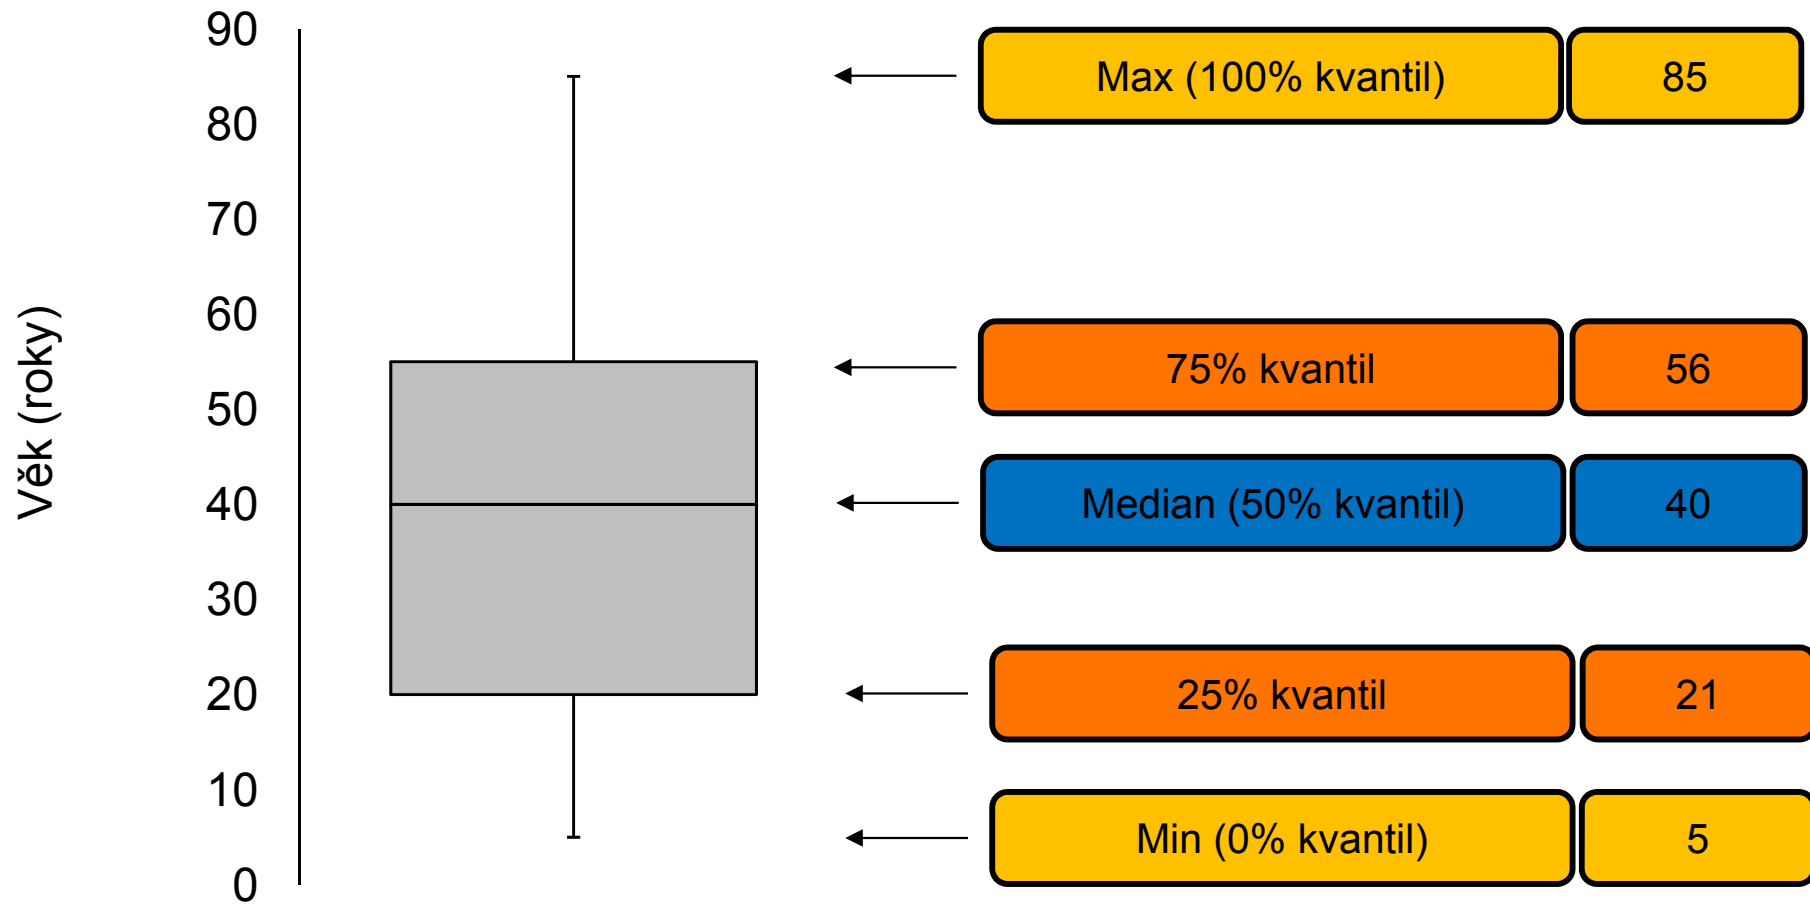 Věk (roky)
90
80
70
60
50
40
30
20
10
0
Max (100% kvantil) 85
75% kvantil 56
Median (50% kvantil) 40
25% kvantil 21
Min (0% kvantil) 5